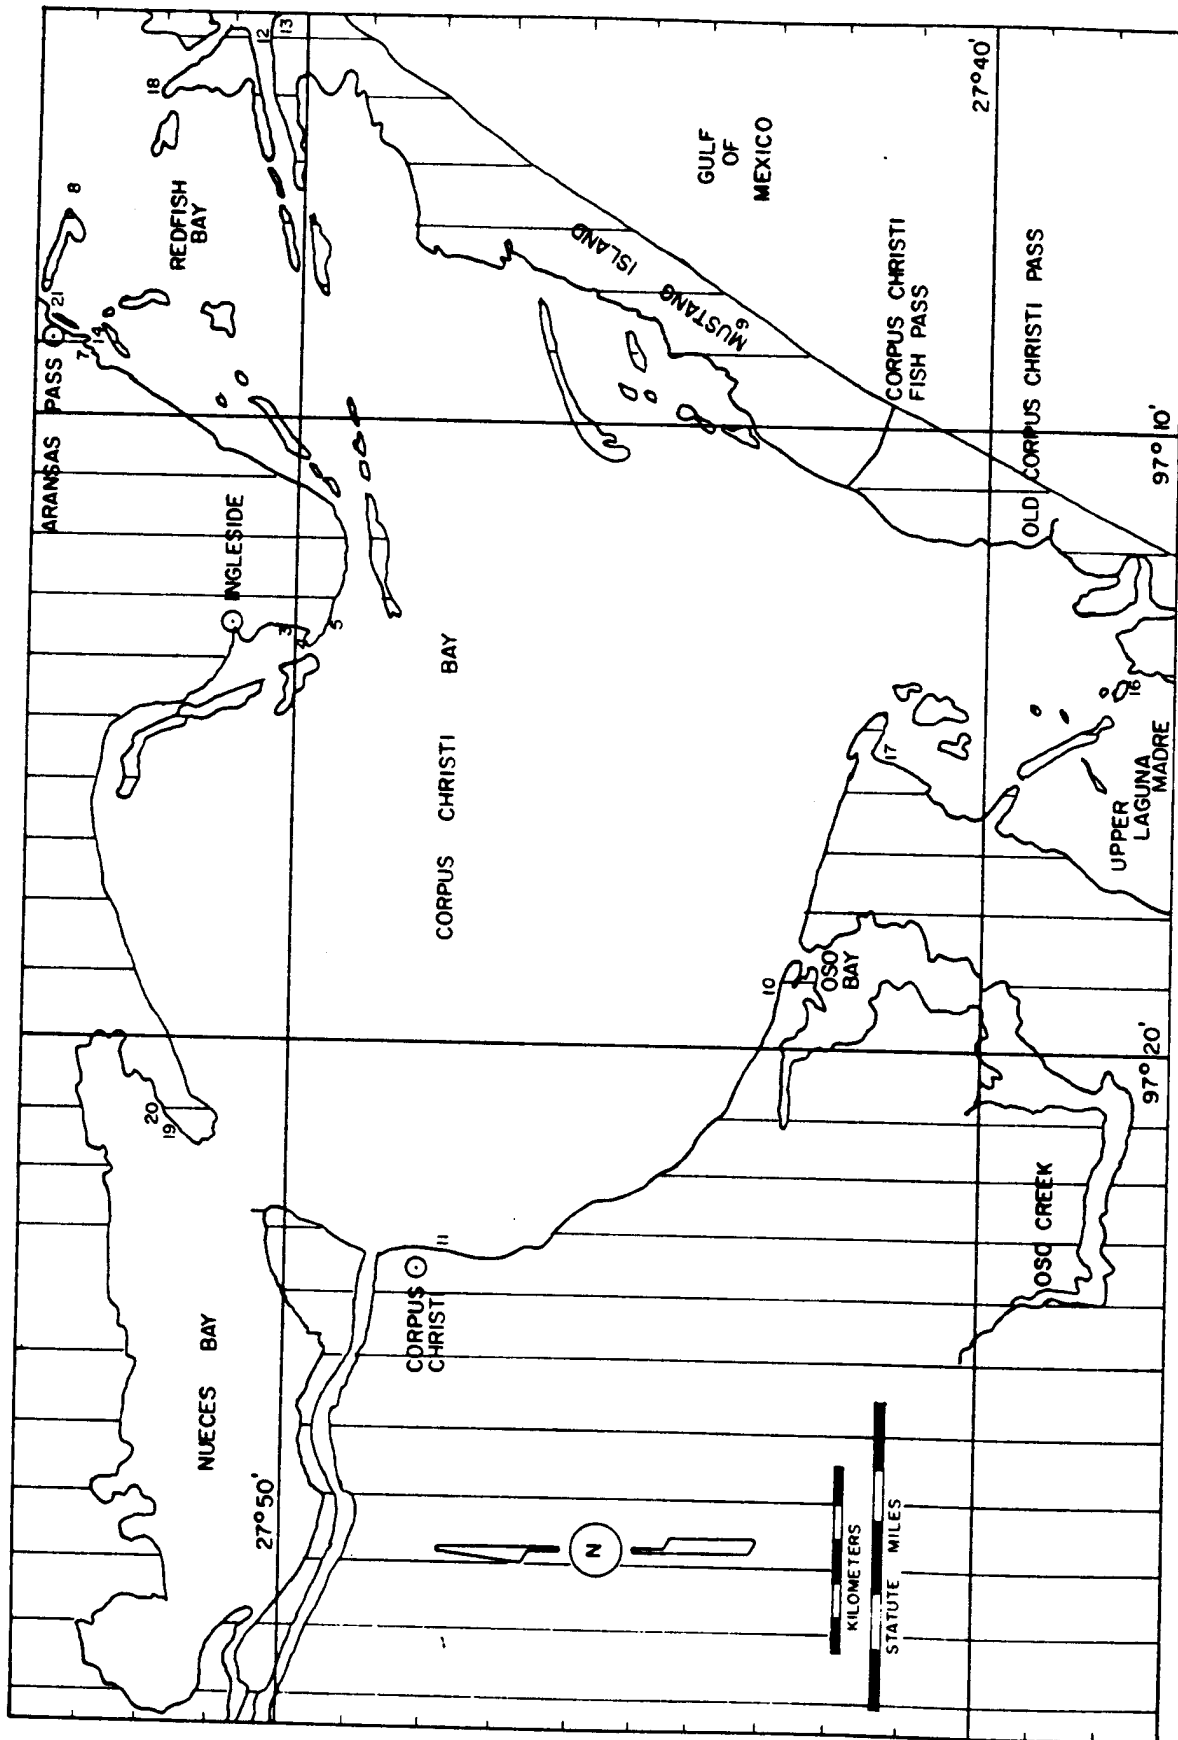 ARANSAS PASS
21
8
7
14
18
12
13
REDFISH
BAY
INGLESIDE
3
4
5
20
19
NUECES BAY
27°50'
CORPUS CHRISTI BAY
GULF
OF
MEXICO
MUSTANG ISLAND
9
CORPUS CHRISTI
FISH PASS
27°40'
OLD CORPUS CHRISTI PASS
97°10'
CORPUS
CHRISTI
11
10
OSO
BAY
17
16
UPPER
LAGUNA
MADRE
97°20'
OSO CREEK
N
KILOMETERS
STATUTE MILES